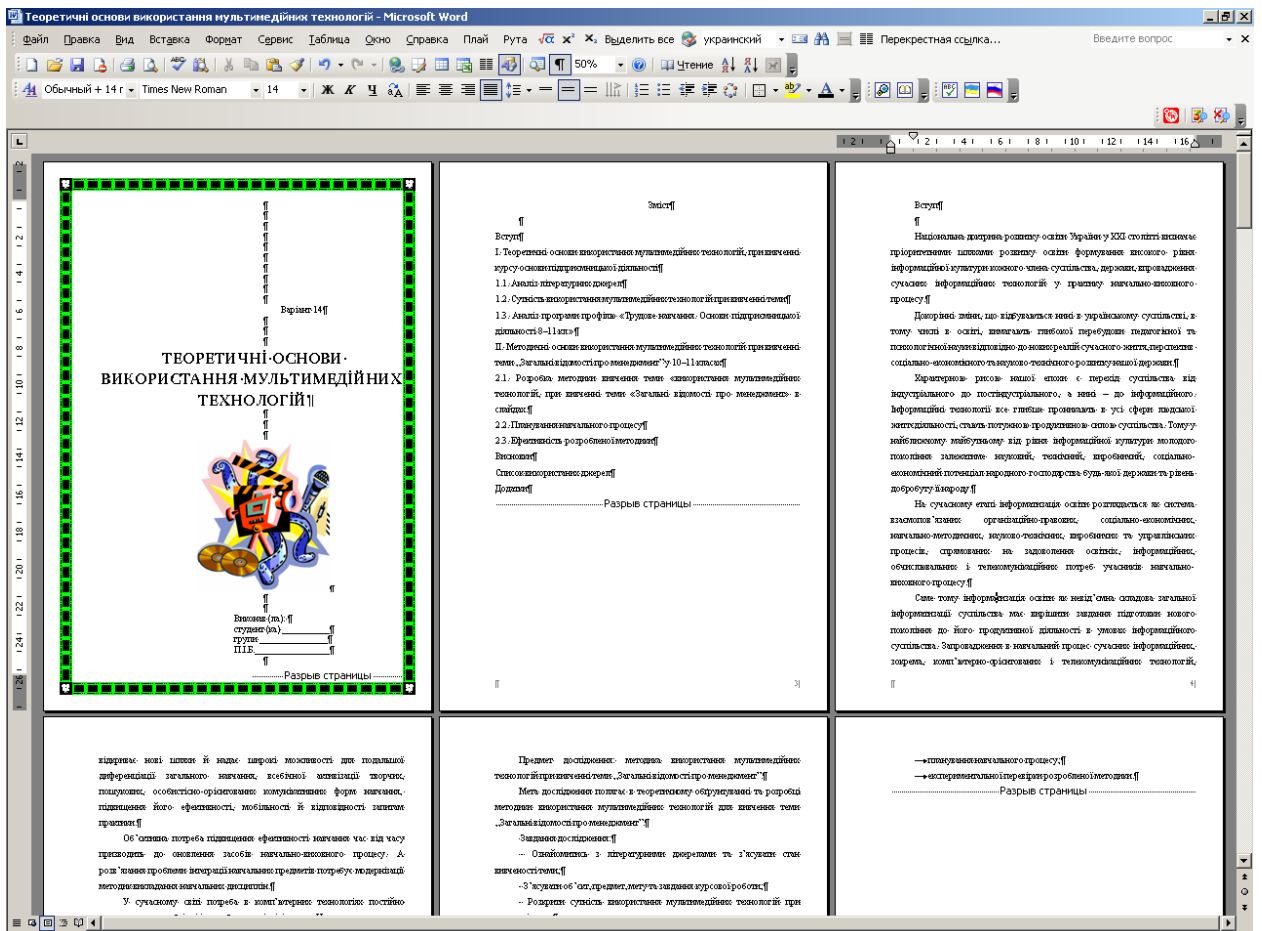 Теоретичні основи використання мультимедійних технологій - Microsoft Word
Файл Правка Вид Вставка Формат Сервис Таблица Окно Справка Плай Рута Выделить все украинский Перекрестная ссылка... Введите вопрос
50% Чтение
Обычный + 14 г Times New Roman 14 Ж К Ч
Варіант 14¶
ТЕОРЕТИЧНІ·ОСНОВИ·
ВИКОРИСТАННЯ·МУЛЬТИМЕДІЙНИХ
ТЕХНОЛОГІЙ¶
Виконав (ла):·¶
студент(ка)__________¶
групи______________¶
П.І.Б.______________¶
Разрыв страницы
Зміст¶
Вступ¶
І. Теоретичні основи використання мультимедійних технологій, при вивченні
курсу основи підприємницької діяльності¶
1.1. Аналіз літературних джерел¶
1.2. Сутність використання мультимедійних технологій при вивченні теми¶
1.3. Аналіз програми профілю «Трудове навчання. Основи підприємницької
діяльності 8–11кл»¶
ІІ. Методичні основи використання мультимедійних технологій при вивченні
теми „Загальні відомості про менеджмент” у 10–11 класах¶
2.1. Розробка методики вивчення теми «використання мультимедійних
технологій, при вивченні теми «Загальні відомості про менеджмент» в
слайдах¶
2.2. Планування навчального процесу¶
2.3. Ефективність розробленої методики¶
Висновки¶
Список використаних джерел¶
Додатки¶
Разрыв страницы
3
Вступ¶
Національна доктрина розвитку освіти України у ХХІ столітті визначає
пріоритетними шляхами розвитку освіти формування високого рівня
інформаційної культури кожного члена суспільства, держави, впровадження
сучасних інформаційних технологій у практику навчально-виховного
процесу.¶
Докорінні зміни, що відбуваються нині в українському суспільстві, в
тому числі в освіті, вимагають глибокої перебудови педагогічної та
психологічної науки відповідно до нових реалій сучасного життя, перспектив
соціально-економічного та науково-технічного розвитку нашої держави.¶
Характерною рисою нашої епохи є перехід суспільства від
індустріального до постіндустріального, а нині – до інформаційного.
Інформаційні технології все глибше проникають в усі сфери людської
життєдіяльності, стають потужною продуктивною силою суспільства. Тому у
найближчому майбутньому від рівня інформаційної культури молодого
покоління залежатиме науковий, технічний, виробничий, соціально-
економічний потенціал народного господарства будь-якої держави та рівень
добробуту її народу.¶
На сучасному етапі інформатизація освіти розглядається як система
взаємопов’язаних організаційно-правових, соціально-економічних,
навчально-методичних, науково-технічних, виробничих та управлінських
процесів, спрямованих на задоволення освітніх, інформаційних,
обчислювальних і телекомунікаційних потреб учасників навчально-
виховного процесу.¶
Саме тому інформатизація освіти як невід’ємна складова загальної
інформатизації суспільства має вирішити завдання підготовки нового
покоління до його продуктивної діяльності в умовах інформаційного
суспільства. Запровадження в навчальний процес сучасних інформаційних,
зокрема, комп’ютерно-орієнтованих і телекомунікаційних технологій,
4
відкриває нові шляхи й надає широкі можливості для подальшої
диференціації загального навчання, всебічної активізації творчих,
пошукових, особистісно-орієнтованих комунікативних форм навчання,
підвищення його ефективності, мобільності й відповідності запитам
практики.¶
Об’єктивна потреба підвищення ефективності навчання час від часу
призводить до оновлення засобів навчально-виховного процесу. А
розв’язання проблеми інтеграції навчальних предметів потребує модернізації
методик викладання навчальних дисциплін.¶
У сучасному світі потреба в комп’ютерних технологіях постійно
Предмет дослідження: методика використання мультимедійних
технологій при вивченні теми „Загальні відомості про менеджмент”¶
Мета дослідження полягає в теоретичному обґрунтуванні та розробці
методики використання мультимедійних технологій для вивчення теми
„Загальні відомості про менеджмент”¶
Завдання дослідження:¶
– Ознайомитись з літературними джерелами та з’ясувати стан
вивченості теми;¶
– З’ясувати об’єкт, предмет, мету та завдання курсової роботи;¶
– Розкрити сутність використання мультимедійних технологій при
планування навчального процесу;¶
експериментальної перевірки розробленої методики.¶
Разрыв страницы